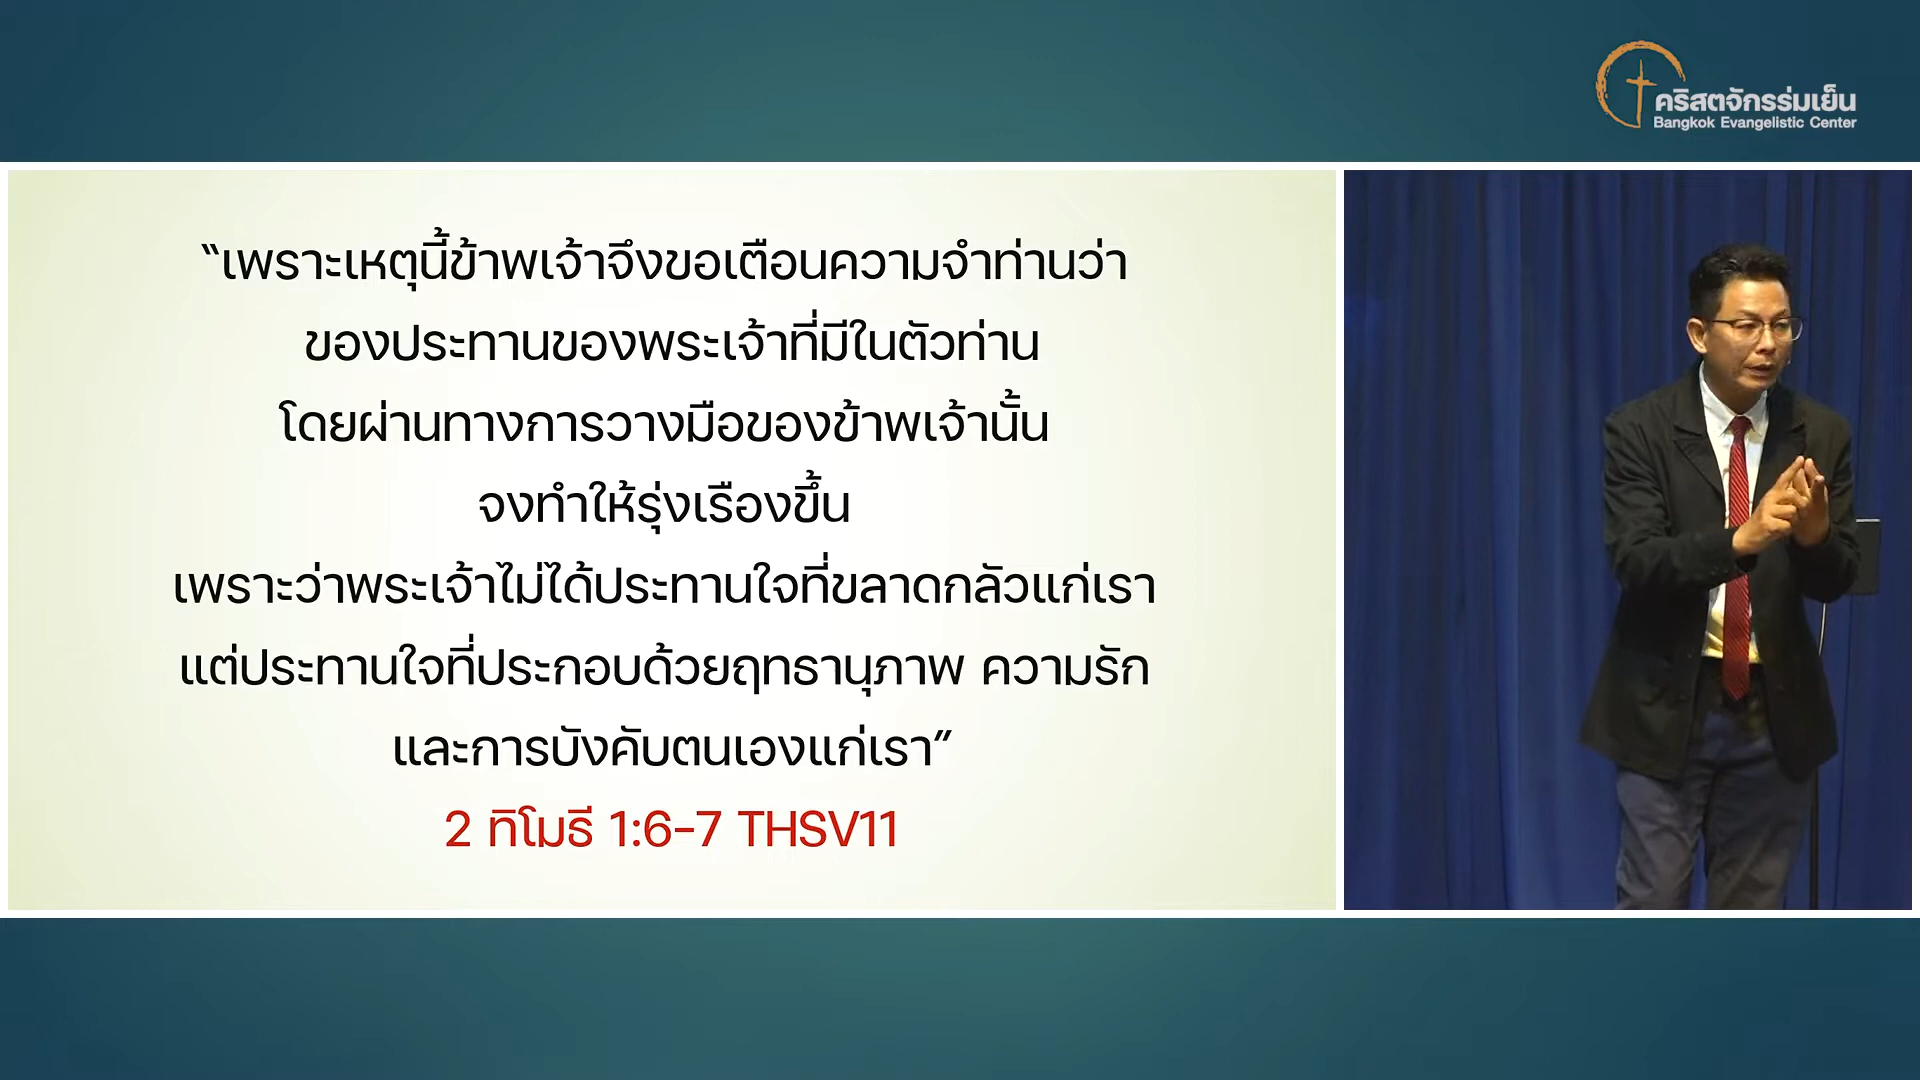 คริสตจักรร่มเย็น
Bangkok Evangelistic Center
“เพราะเหตุนี้ข้าพเจ้าจึงขอเตือนความจำท่านว่า
ของประทานของพระเจ้าที่มีในตัวท่าน
โดยผ่านทางการวางมือของข้าพเจ้านั้น
จงทำให้รุ่งเรืองขึ้น
เพราะว่าพระเจ้าไม่ได้ประทานใจที่ขลาดกลัวแก่เรา
แต่ประทานใจที่ประกอบด้วยฤทธานุภาพ ความรัก
และการบังคับตนเองแก่เรา”
2 ทิโมธี 1:6-7 THSV11